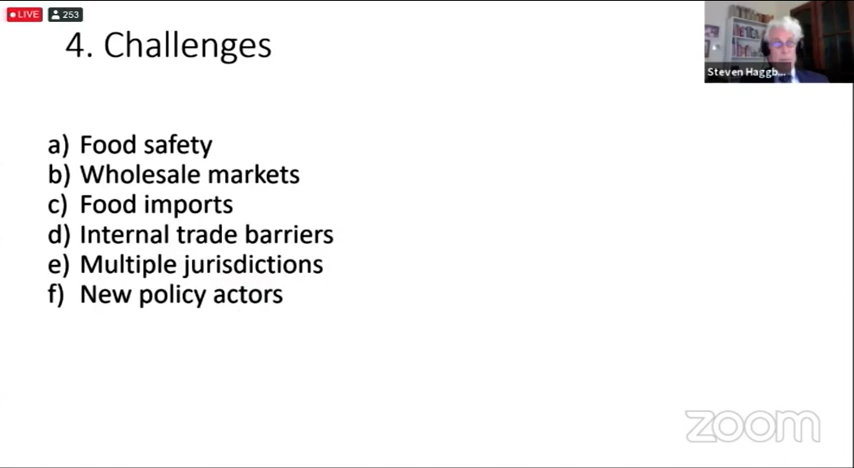 LIVE 253
4. Challenges
Steven Haggb...
a) Food safety
b) Wholesale markets
c) Food imports
d) Internal trade barriers
e) Multiple jurisdictions
f) New policy actors
zoom